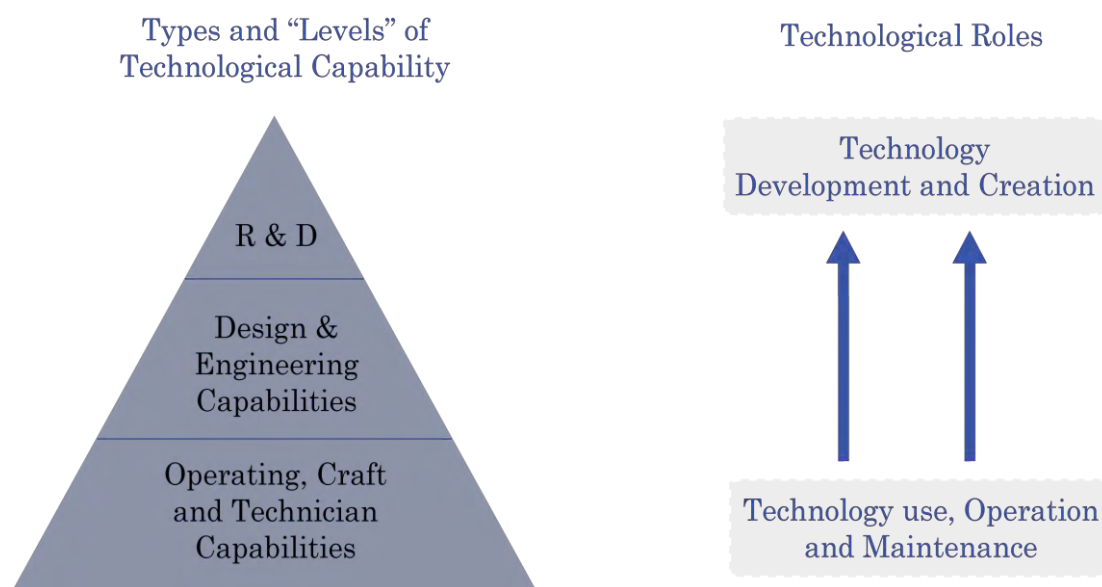 Types and “Levels” of
Technological Capability
R & D
Design &
Engineering
Capabilities
Operating, Craft
and Technician
Capabilities
Technological Roles
Technology
Development and Creation
Technology use, Operation
and Maintenance